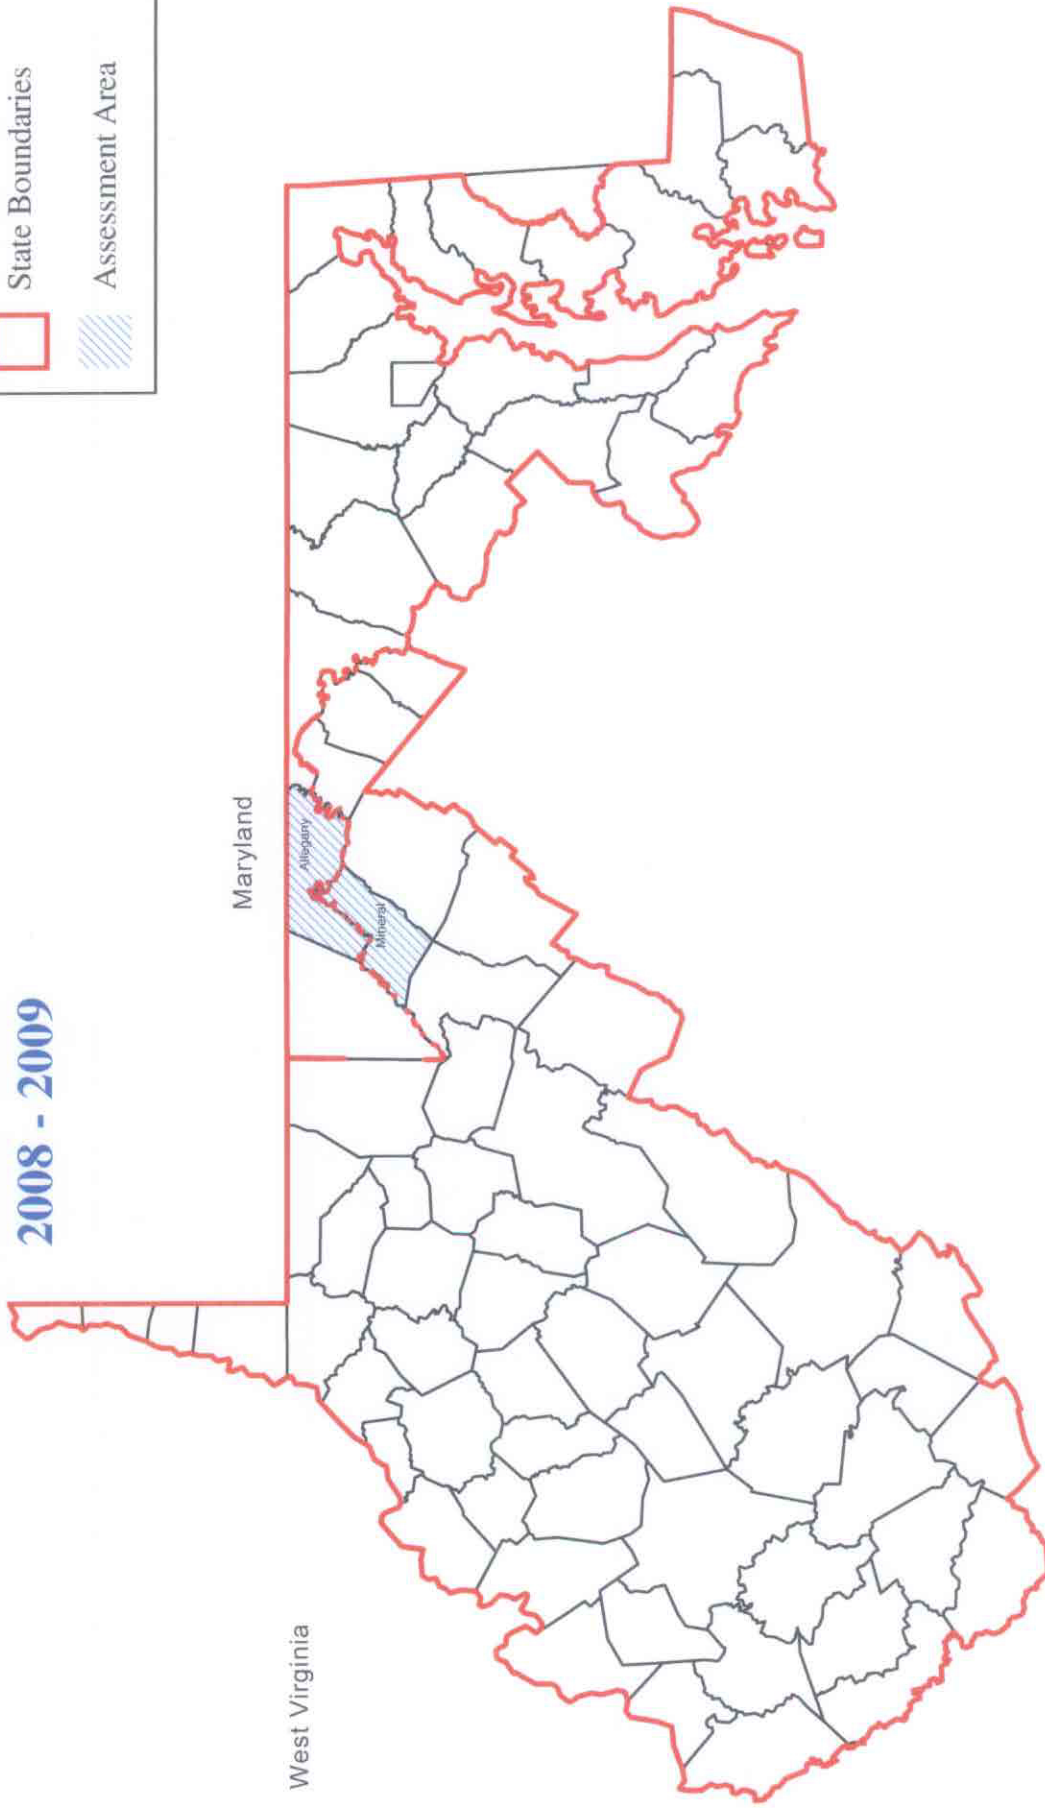 2008 - 2009
State Boundaries
Assessment Area
Maryland
West Virginia
Allegany
Mineral